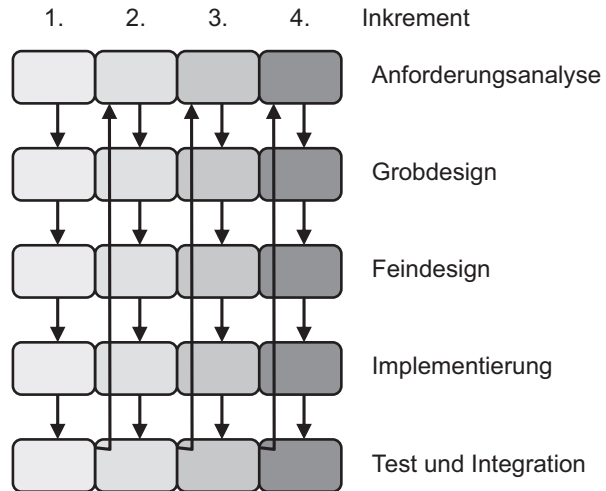 1. 2. 3. 4. Inkrement
Anforderungsanalyse
Grobdesign
Feindesign
Implementierung
Test und Integration